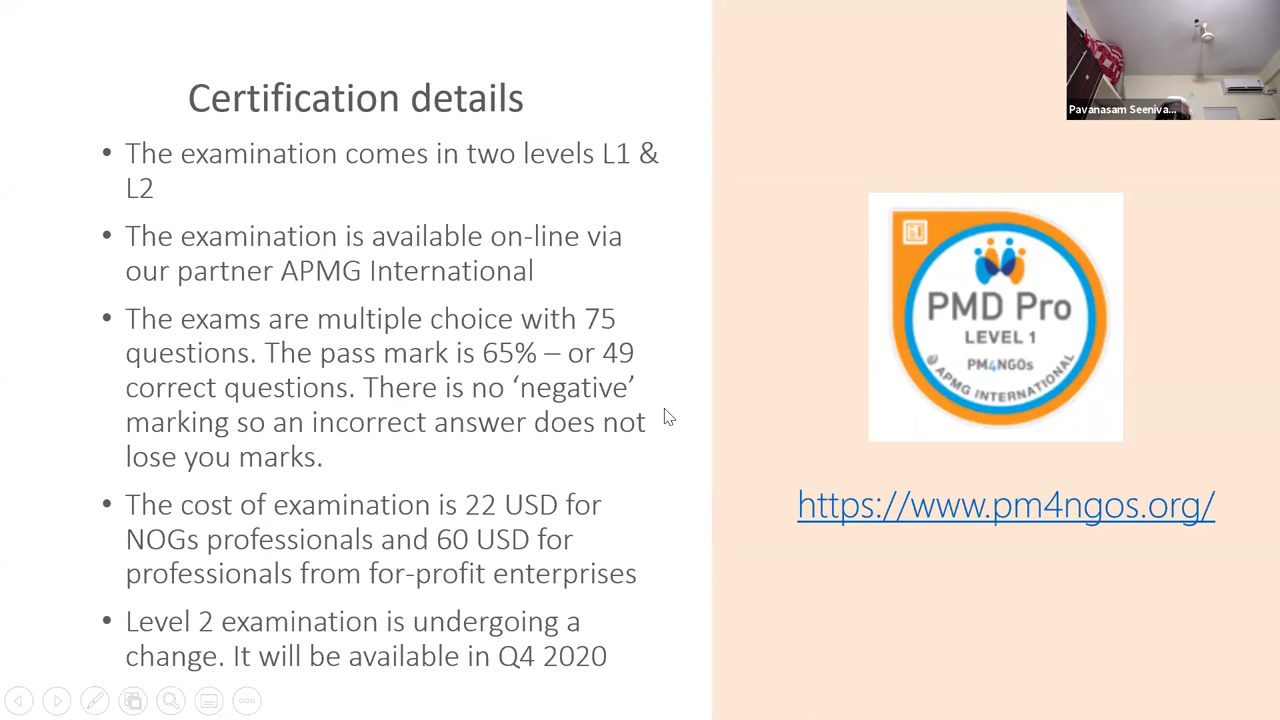 Certification details
• The examination comes in two levels L1 &
L2
• The examination is available on-line via
our partner APMG International
• The exams are multiple choice with 75
questions. The pass mark is 65% – or 49
correct questions. There is no ‘negative’
marking so an incorrect answer does not
lose you marks.
• The cost of examination is 22 USD for
NOGs professionals and 60 USD for
professionals from for-profit enterprises
• Level 2 examination is undergoing a
change. It will be available in Q4 2020
Pavanasam Seeniva...
PMD Pro
LEVEL 1
PM4NGOs
@ APMG INTERNATIONAL
https://www.pm4ngos.org/